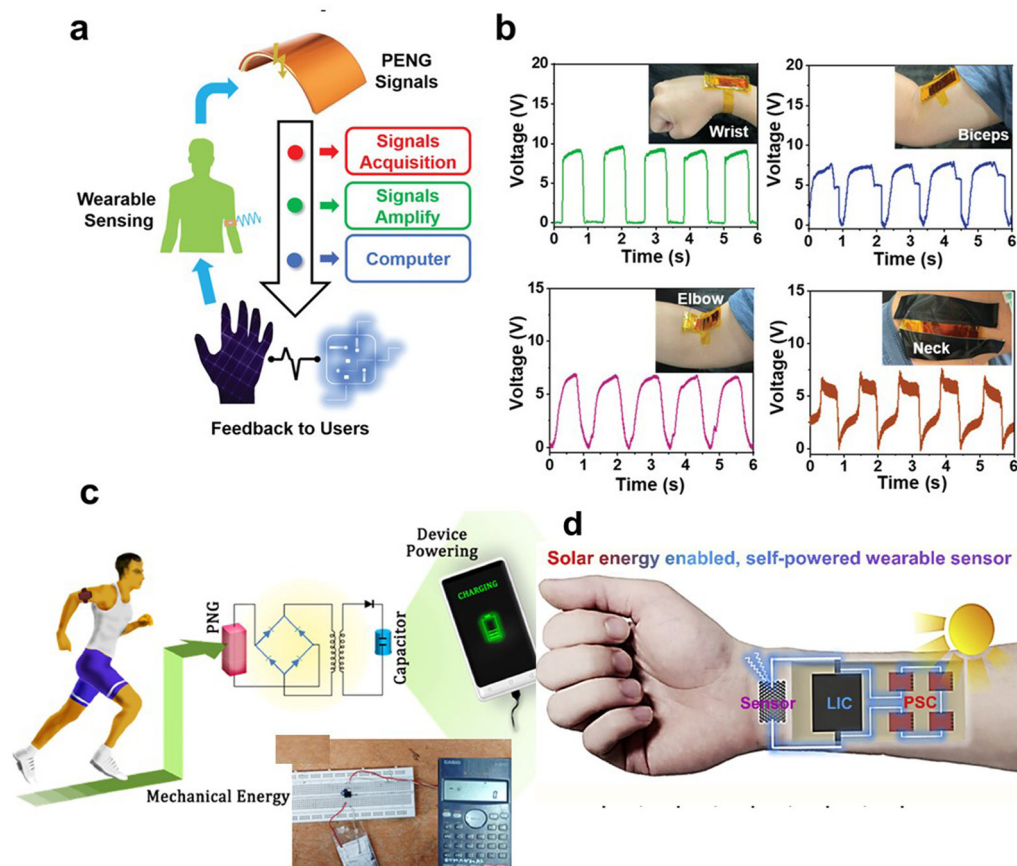 a
PENG
Signals
Signals
Acquisition
Wearable
Sensing
Signals
Amplify
Computer
Feedback to Users
b
20
15
10
5
0
Voltage (V)
Wrist
0 1 2 3 4 5 6
Time (s)
20
15
10
5
0
Voltage (V)
Biceps
0 1 2 3 4 5 6
Time (s)
15
10
5
0
Voltage (V)
Elbow
0 1 2 3 4 5 6
Time (s)
15
10
5
0
Voltage (V)
Neck
0 1 2 3 4 5 6
Time (s)
c
Device
Powering
CHARGING
PNG
Capacitor
Mechanical Energy
CASIO
0
d
Solar energy enabled, self-powered wearable sensor
Sensor
LIC
PSC